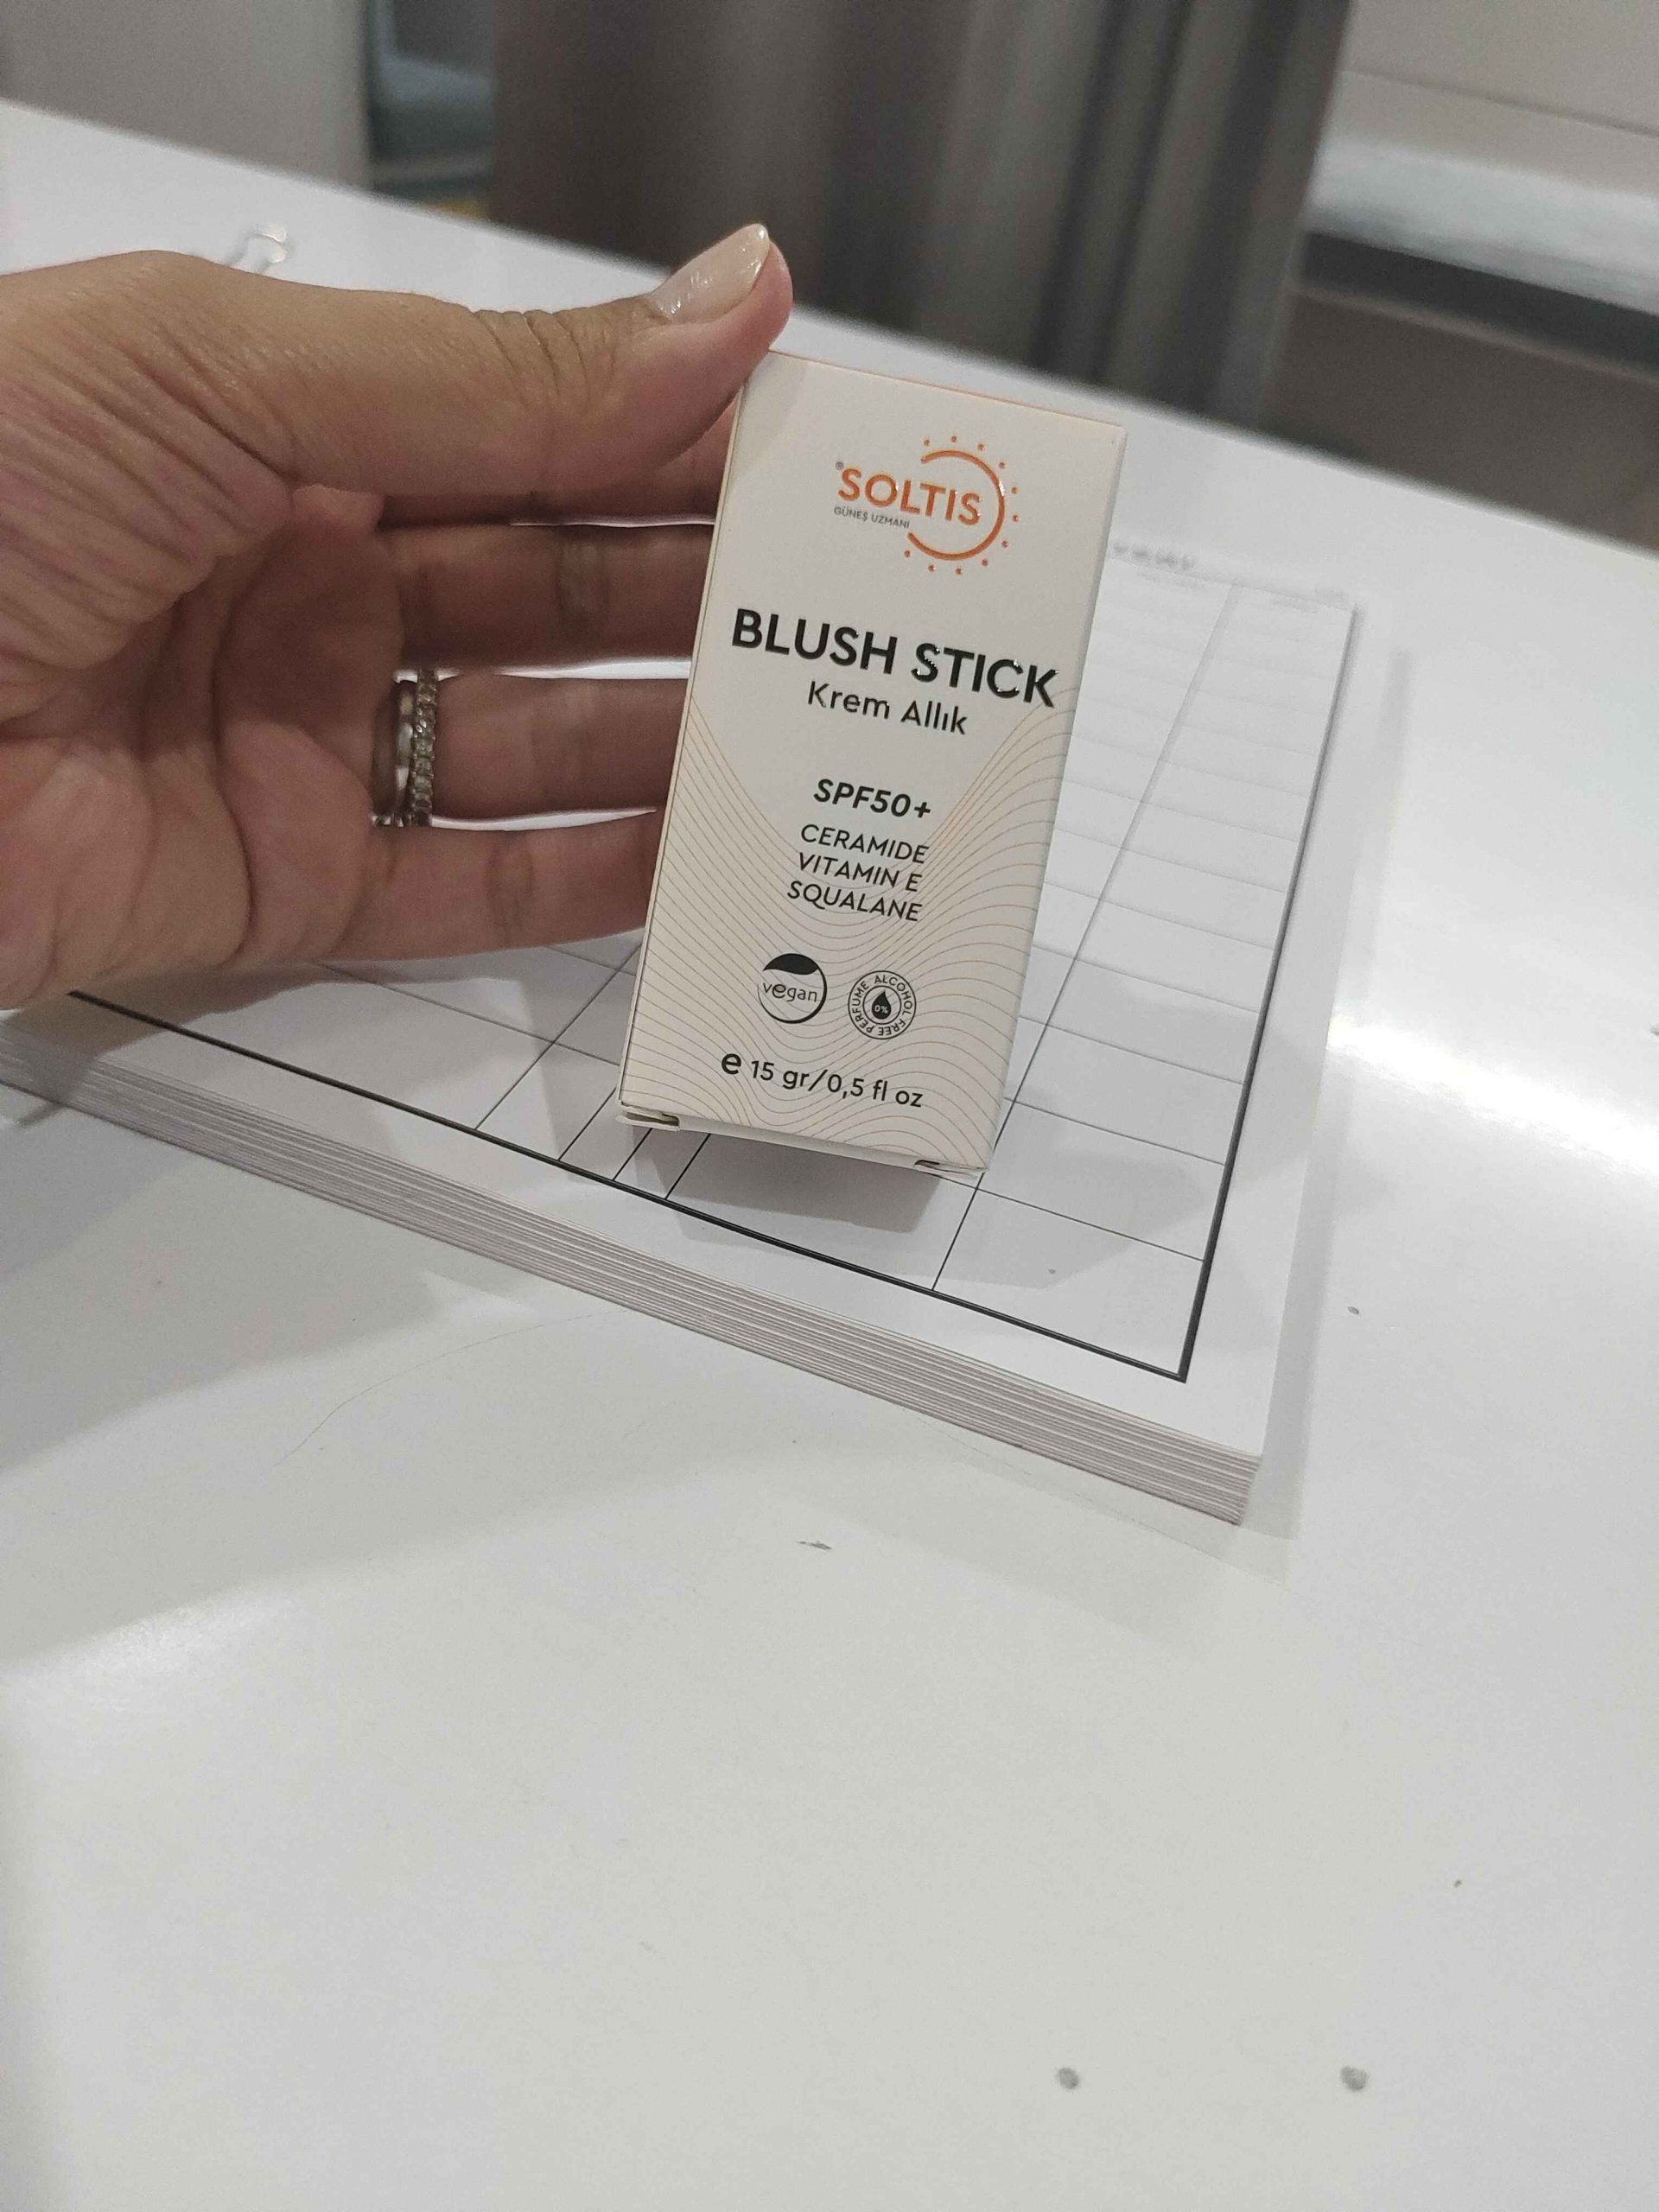 SOLTIS
GÜNEŞ UZMANI
BLUSH STICK
Krem Allık
SPF50+
CERAMIDE
VITAMIN E
SQUALANE
vegan
PERFUME ALCOHOL FREE
0%
e 15 gr/0,5 fl oz